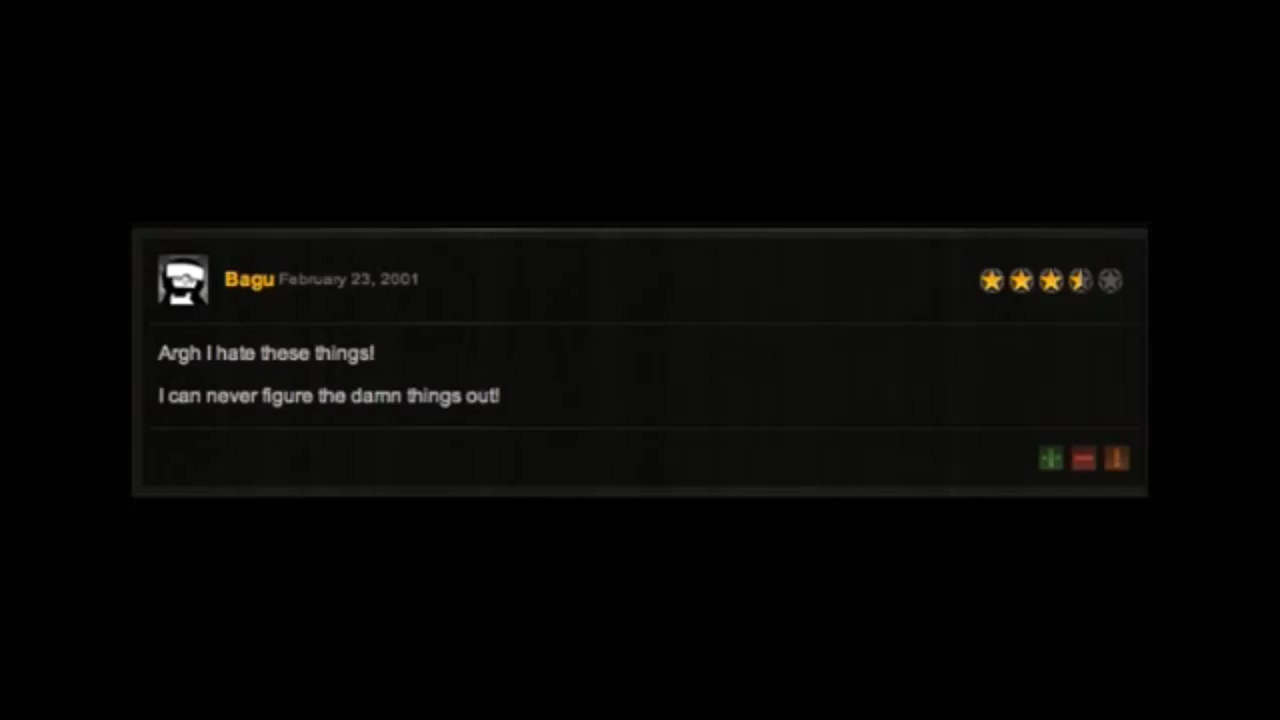 Bagu February 23, 2001
Argh I hate these things!
I can never figure the damn things out!